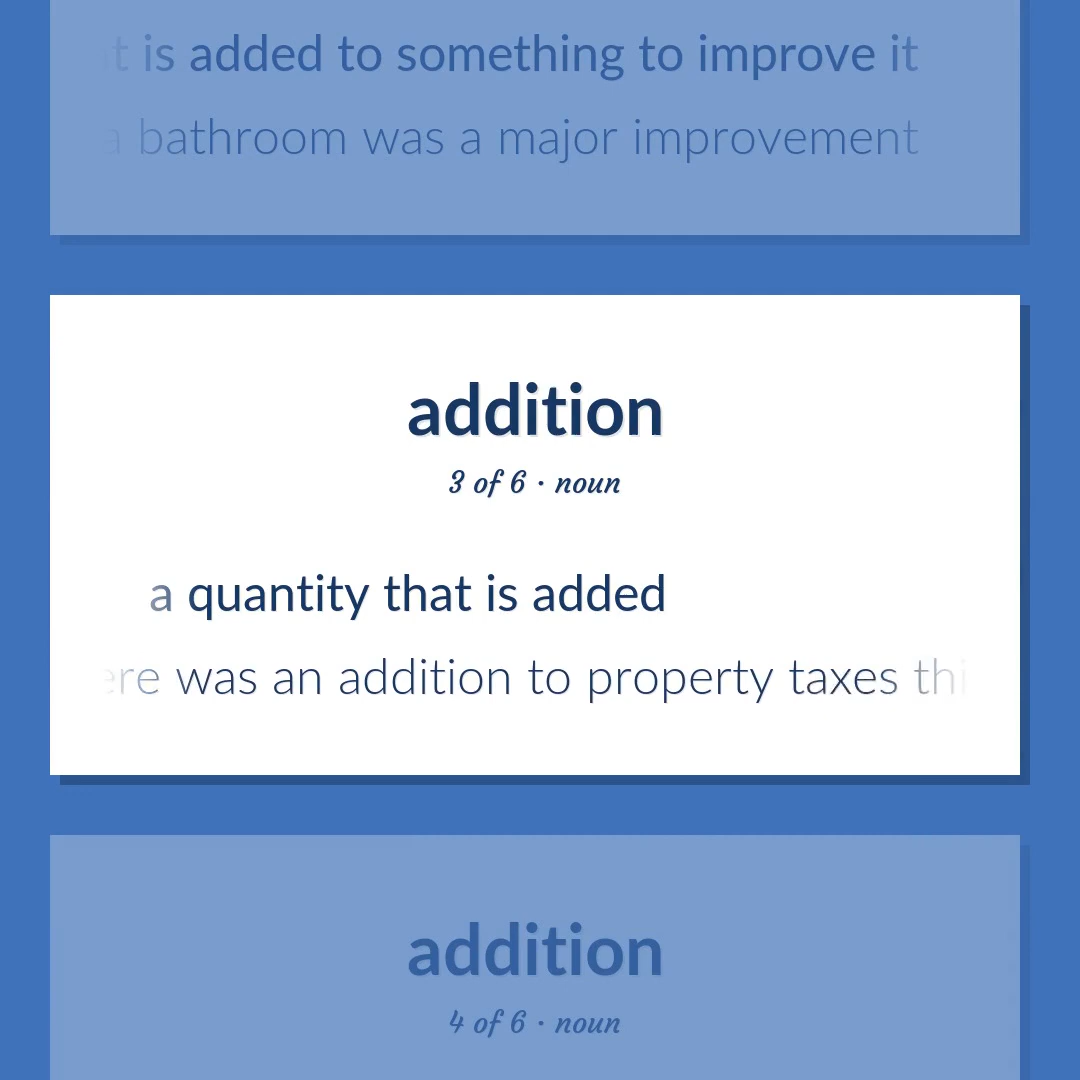 is added to something to improve it
a bathroom was a major improvement
addition
3 of 6 · noun
a quantity that is added
was an addition to property taxes
addition
4 of 6 · noun